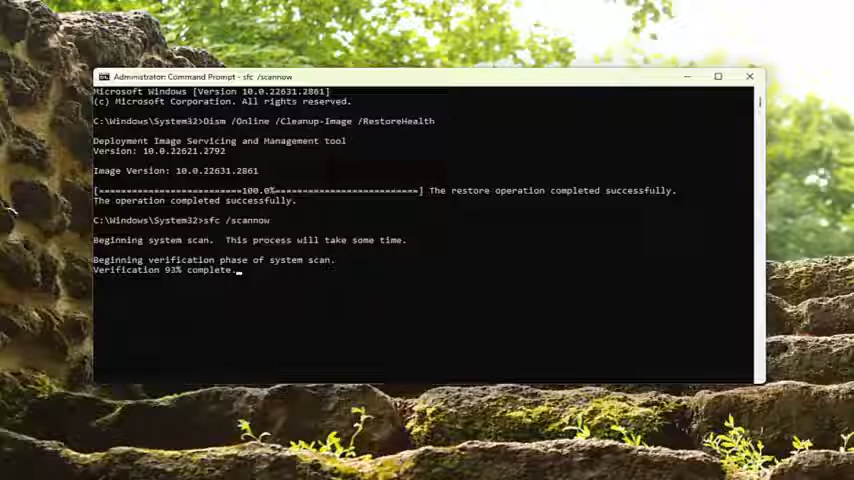 Administrator: Command Prompt - sfc /scannow
Microsoft Windows [Version 10.0.22631.2861]
(c) Microsoft Corporation. All rights reserved.
C:\Windows\System32>Dism /Online /Cleanup-Image /RestoreHealth
Deployment Image Servicing and Management tool
Version: 10.0.22621.2792
Image Version: 10.0.22631.2861
[==========================100.0%==========================] The restore operation completed successfully.
The operation completed successfully.
C:\Windows\System32>sfc /scannow
Beginning system scan.  This process will take some time.
Beginning verification phase of system scan.
Verification 93% complete.